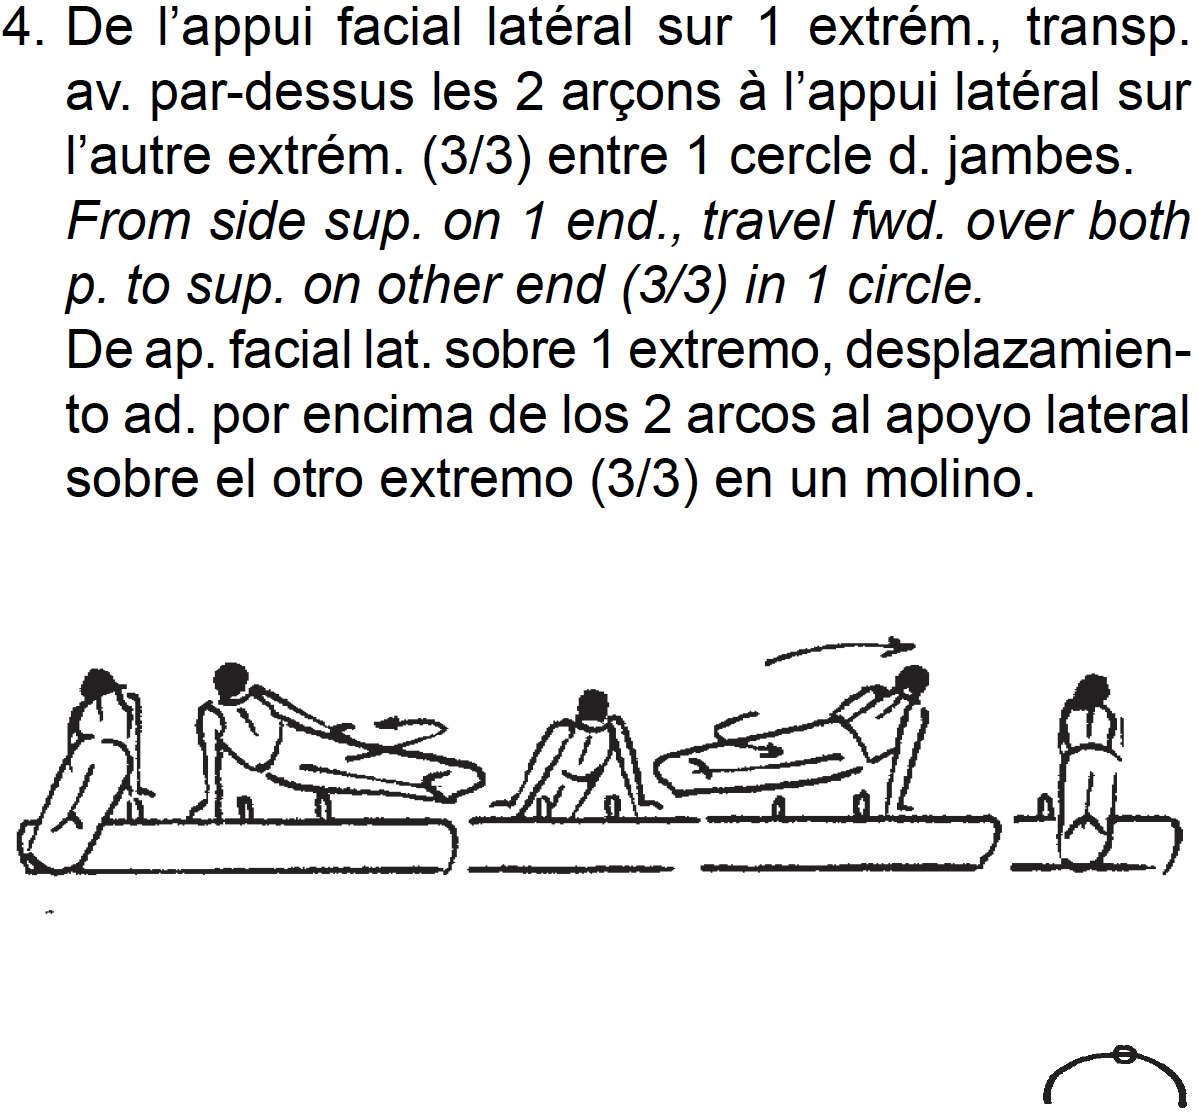 4. De l’appui facial latéral sur 1 extrém., transp.
av. par-dessus les 2 arçons à l’appui latéral sur
l’autre extrém. (3/3) entre 1 cercle d. jambes.
From side sup. on 1 end., travel fwd. over both
p. to sup. on other end (3/3) in 1 circle.
De ap. facial lat. sobre 1 extremo, desplazamien-
to ad. por encima de los 2 arcos al apoyo lateral
sobre el otro extremo (3/3) en un molino.